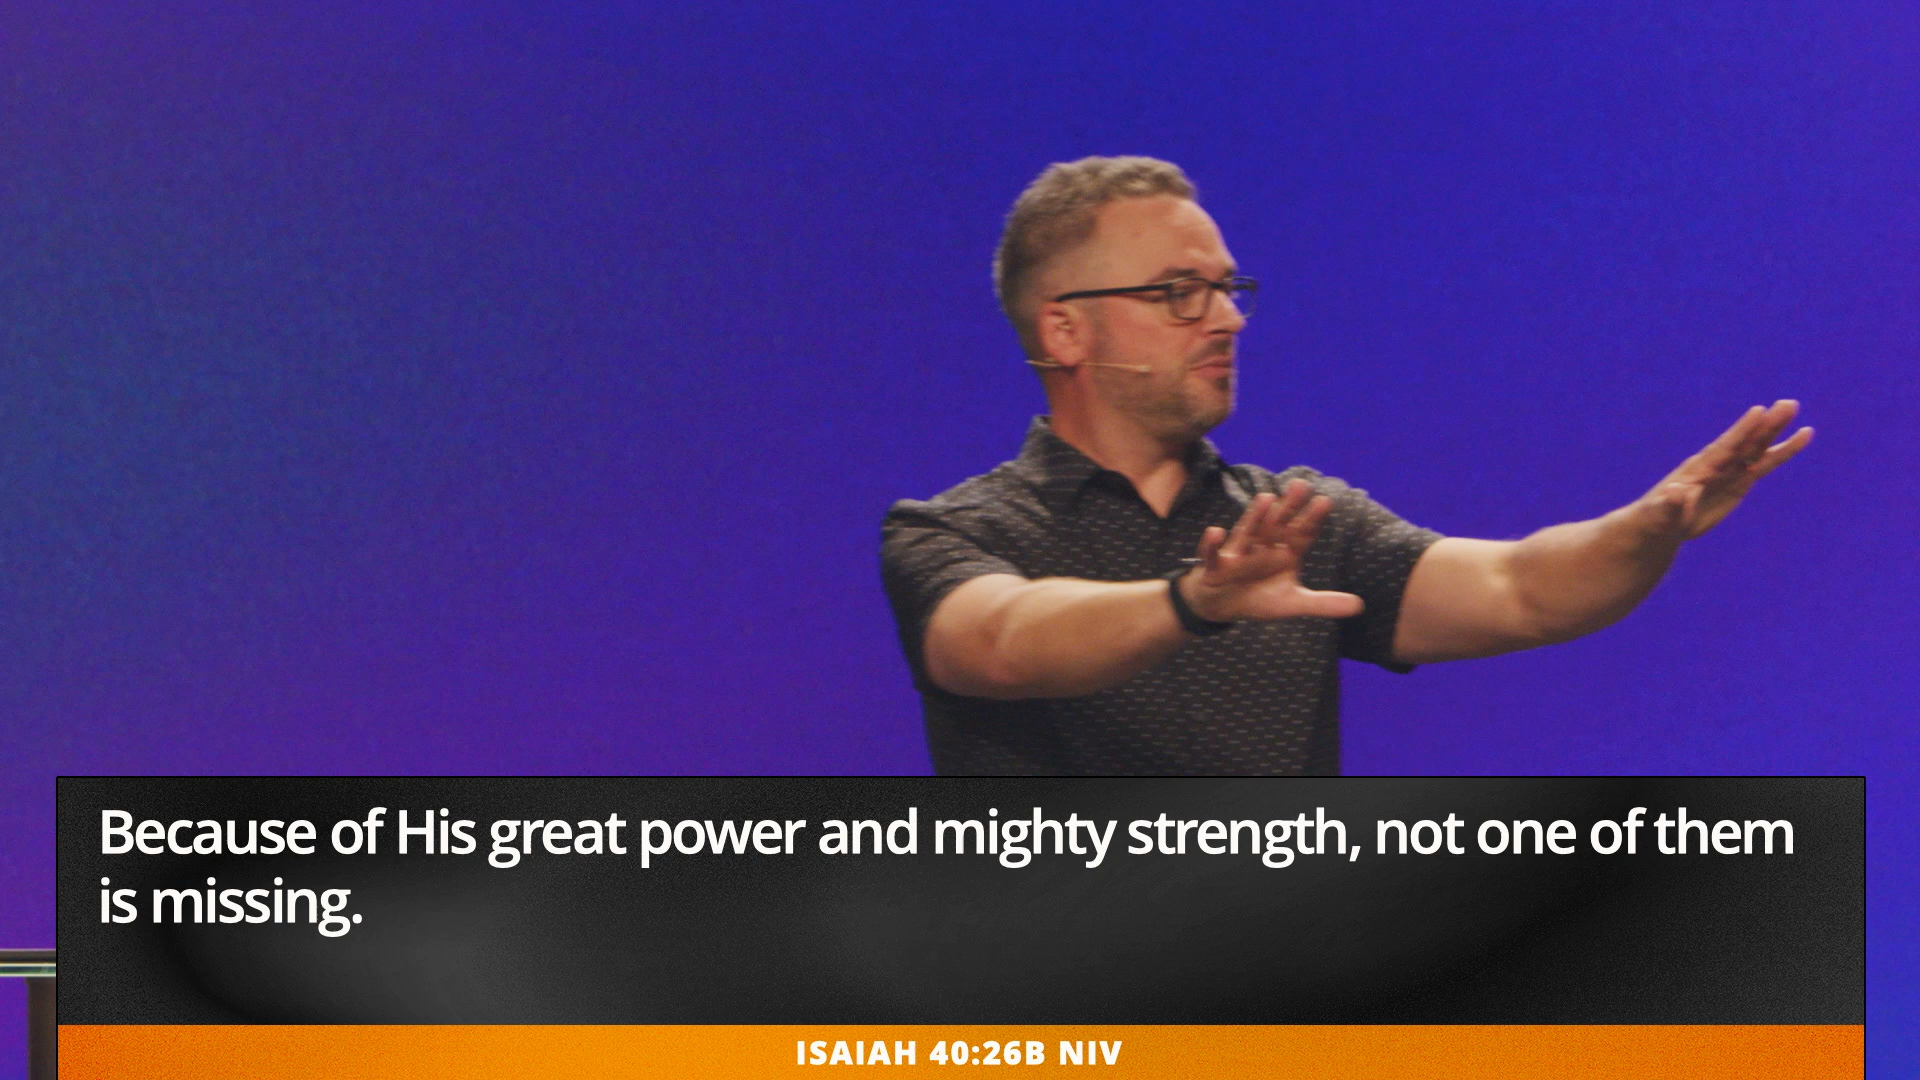 Because of His great power and mighty strength, not one of them
is missing.
ISAIAH 40:26B NIV